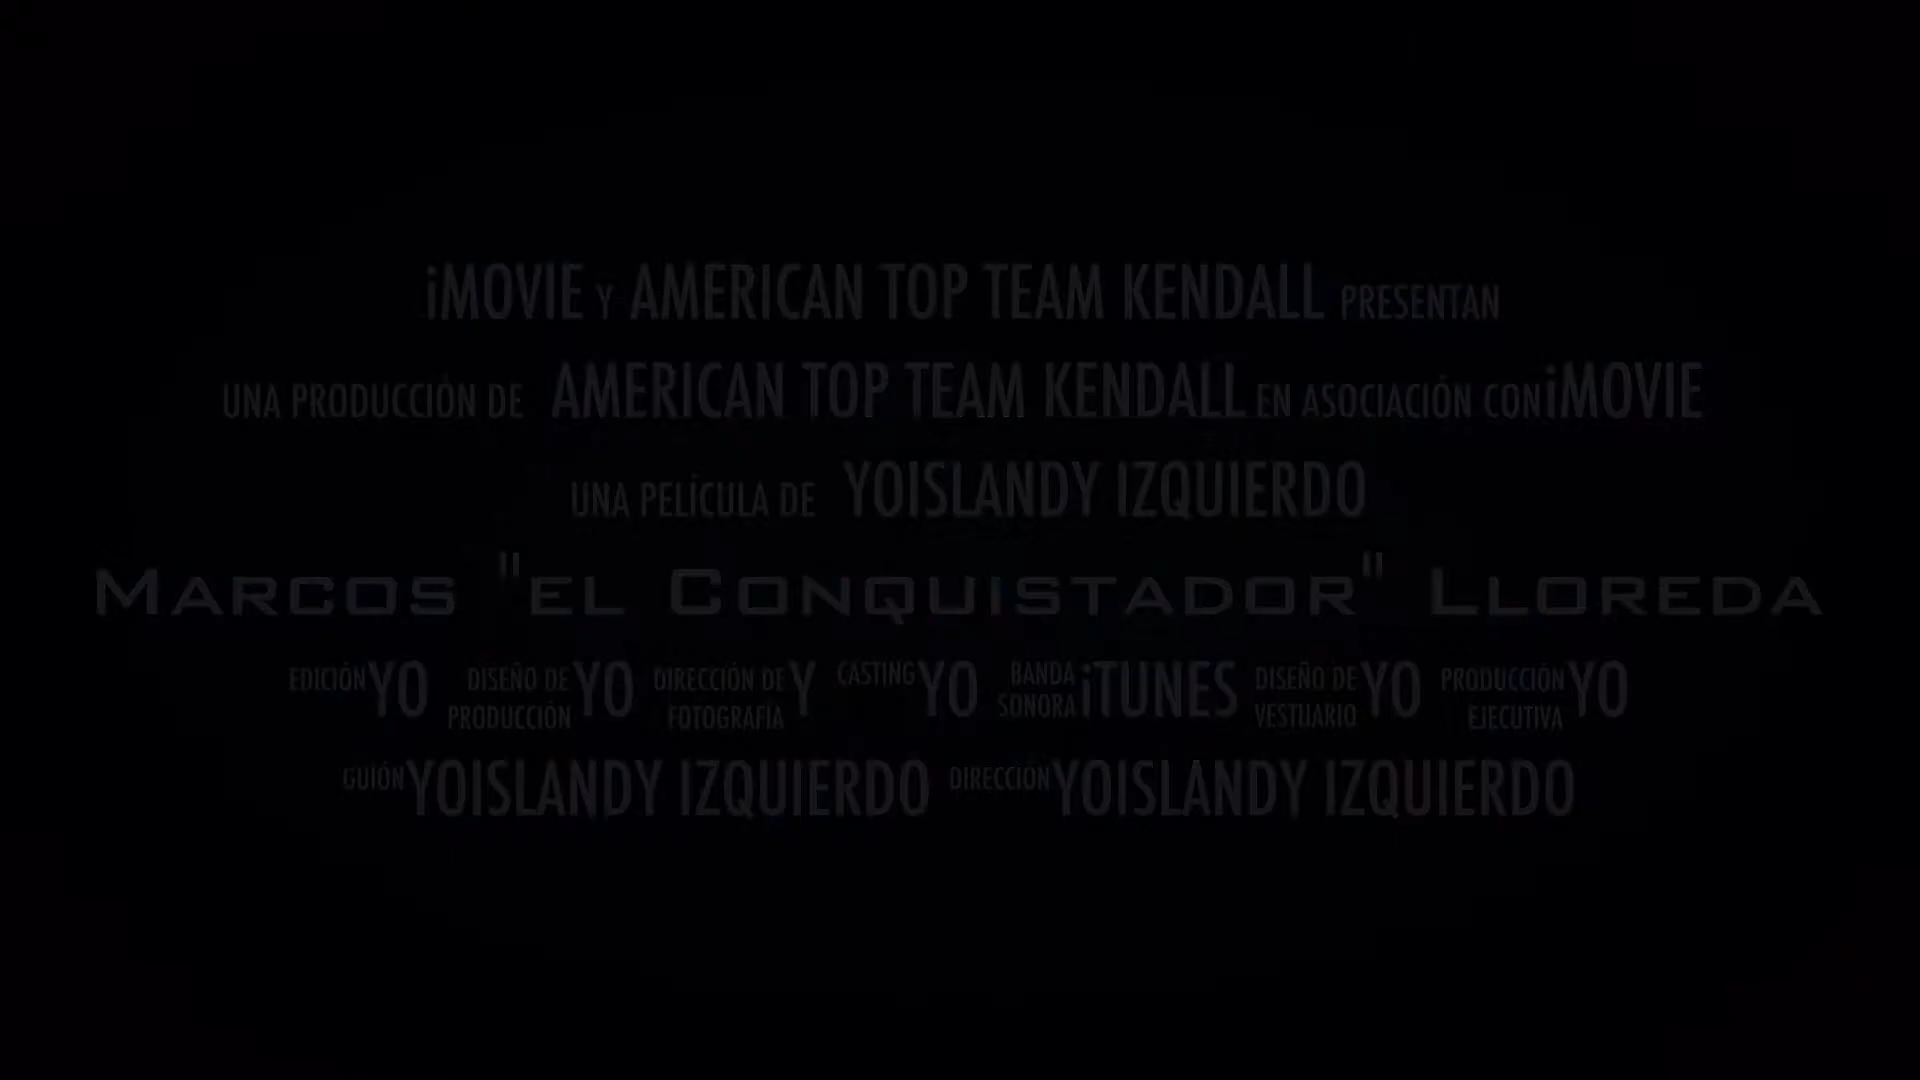 iMOVIE Y AMERICAN TOP TEAM KENDALL PRESENTAN
UNA PRODUCCIÓN DE AMERICAN TOP TEAM KENDALL EN ASOCIACIÓN CON iMOVIE
UNA PELÍCULA DE YOISLANDY IZQUIERDO
MARCOS "EL CONQUISTADOR" LLOREDA
EDICIÓN YO DISEÑO DE PRODUCCIÓN YO DIRECCIÓN DE FOTOGRAFÍA Y CASTING YO BANDA SONORA iTUNES DISEÑO DE VESTUARIO YO PRODUCCIÓN EJECUTIVA YO
GUIÓN YOISLANDY IZQUIERDO DIRECCIÓN YOISLANDY IZQUIERDO